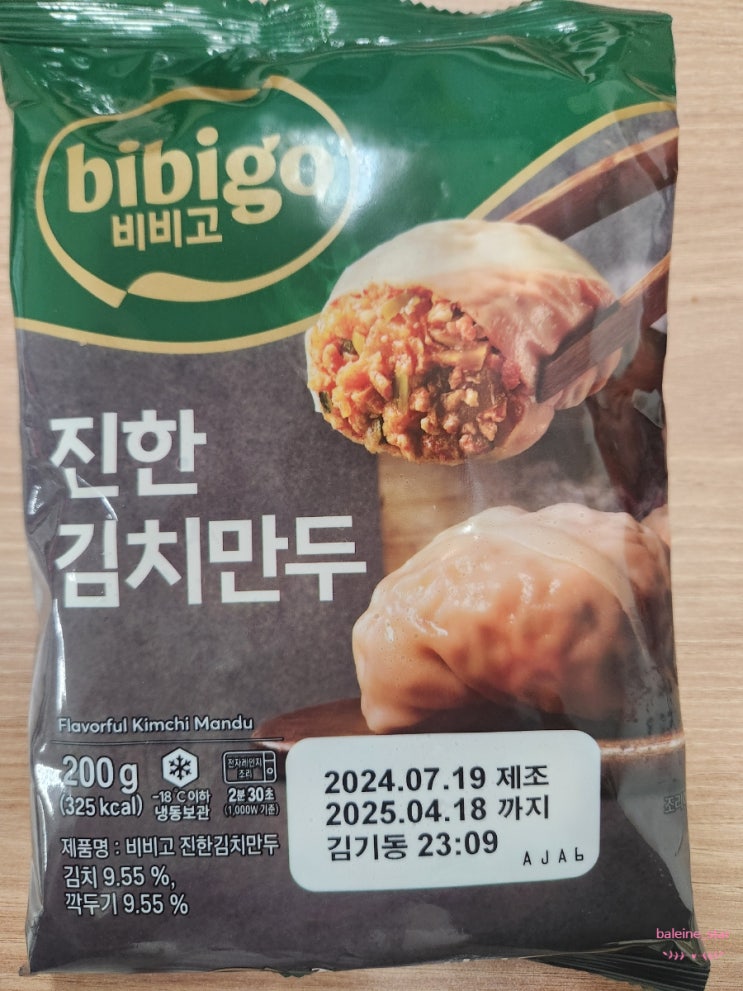 bibigo
비비고
진한
김치만두
Flavorful Kimchi Mandu
200g
(325 kcal)
-18℃이하
냉동보관
전자레인지
조리
2분 30초
(1,000W 기준)
2024.07.19 제조
2025.04.18 까지
김기동 23:09
AJA6
제품명 : 비비고 진한김치만두
김치 9.55 %,
깍두기 9.55 %